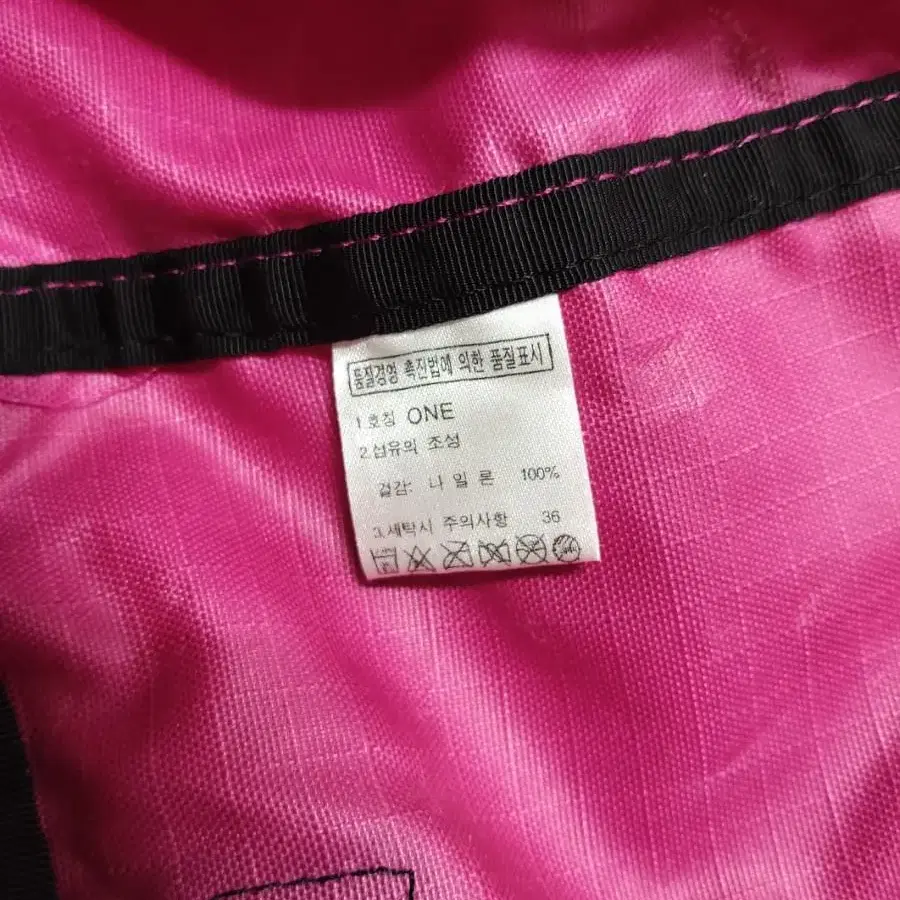 품질경영 촉진법에 의한 품질표시
1.호칭 ONE
2.섬유의 조성
겉감: 나 일 론 100%
3.세탁시 주의사항 36